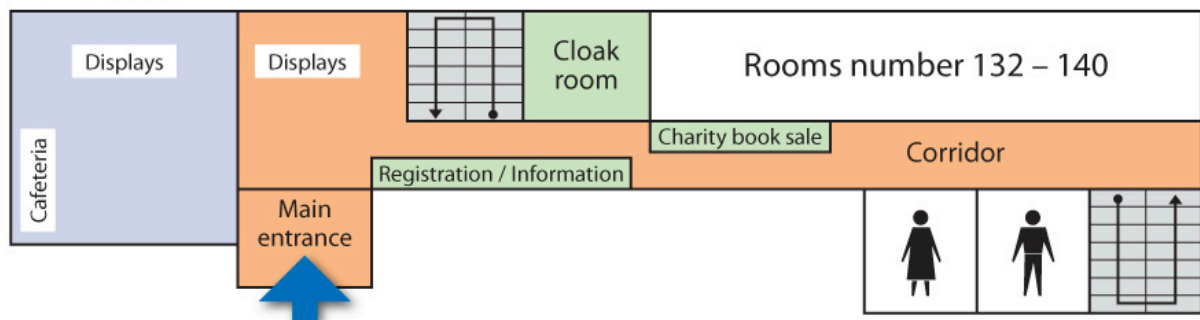 Displays
Displays
Cloak
room
Rooms number 132 – 140
Cafeteria
Charity book sale
Corridor
Registration / Information
Main
entrance